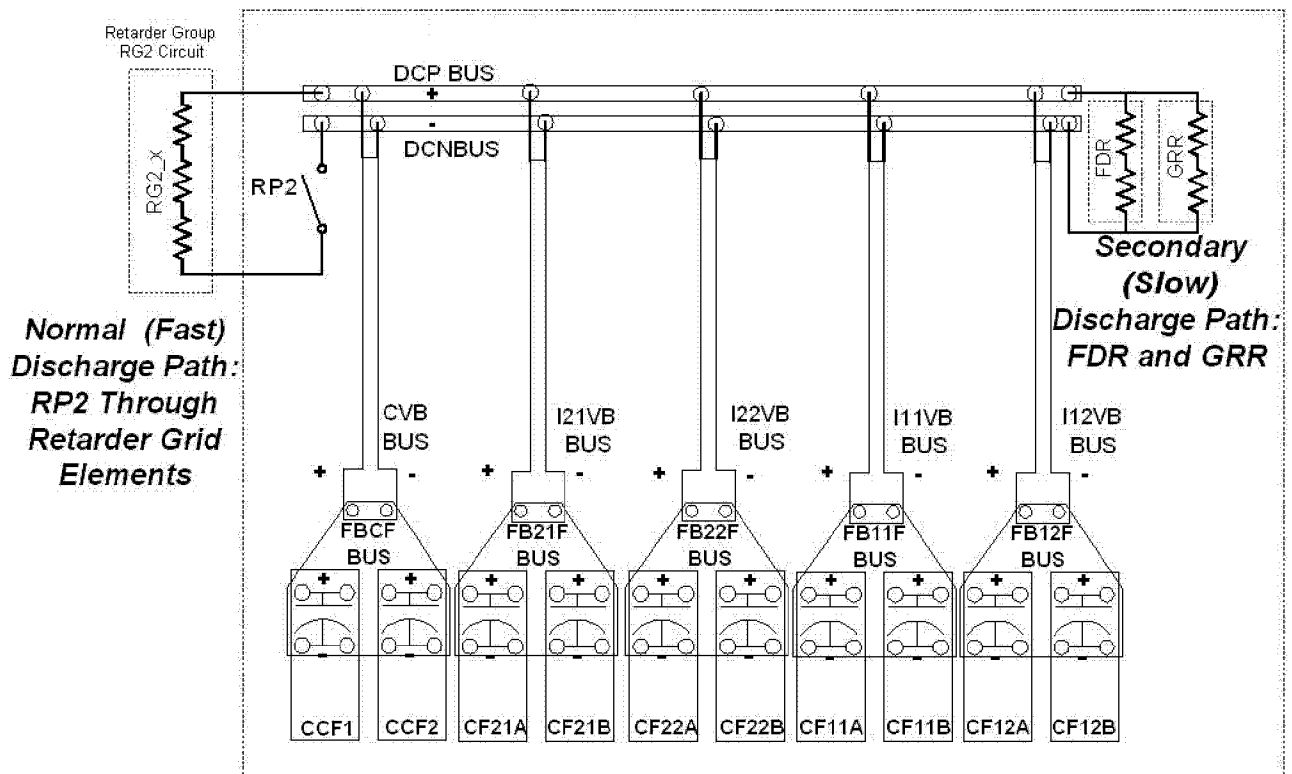 Retarder Group
RG2 Circuit
RG2_X
RP2
DCP BUS
+
-
DCNBUS
FDR
GRR
Normal (Fast)
Discharge Path:
RP2 Through
Retarder Grid
Elements
Secondary
(Slow)
Discharge Path:
FDR and GRR
CVB
BUS
I21VB
BUS
I22VB
BUS
I11VB
BUS
I12VB
BUS
+ -
+ -
+ -
+ -
+ -
FBCF
BUS
FB21F
BUS
FB22F
BUS
FB11F
BUS
FB12F
BUS
+ + + + + + + + + +
- - - - - - - - - -
CCF1
CCF2
CF21A
CF21B
CF22A
CF22B
CF11A
CF11B
CF12A
CF12B